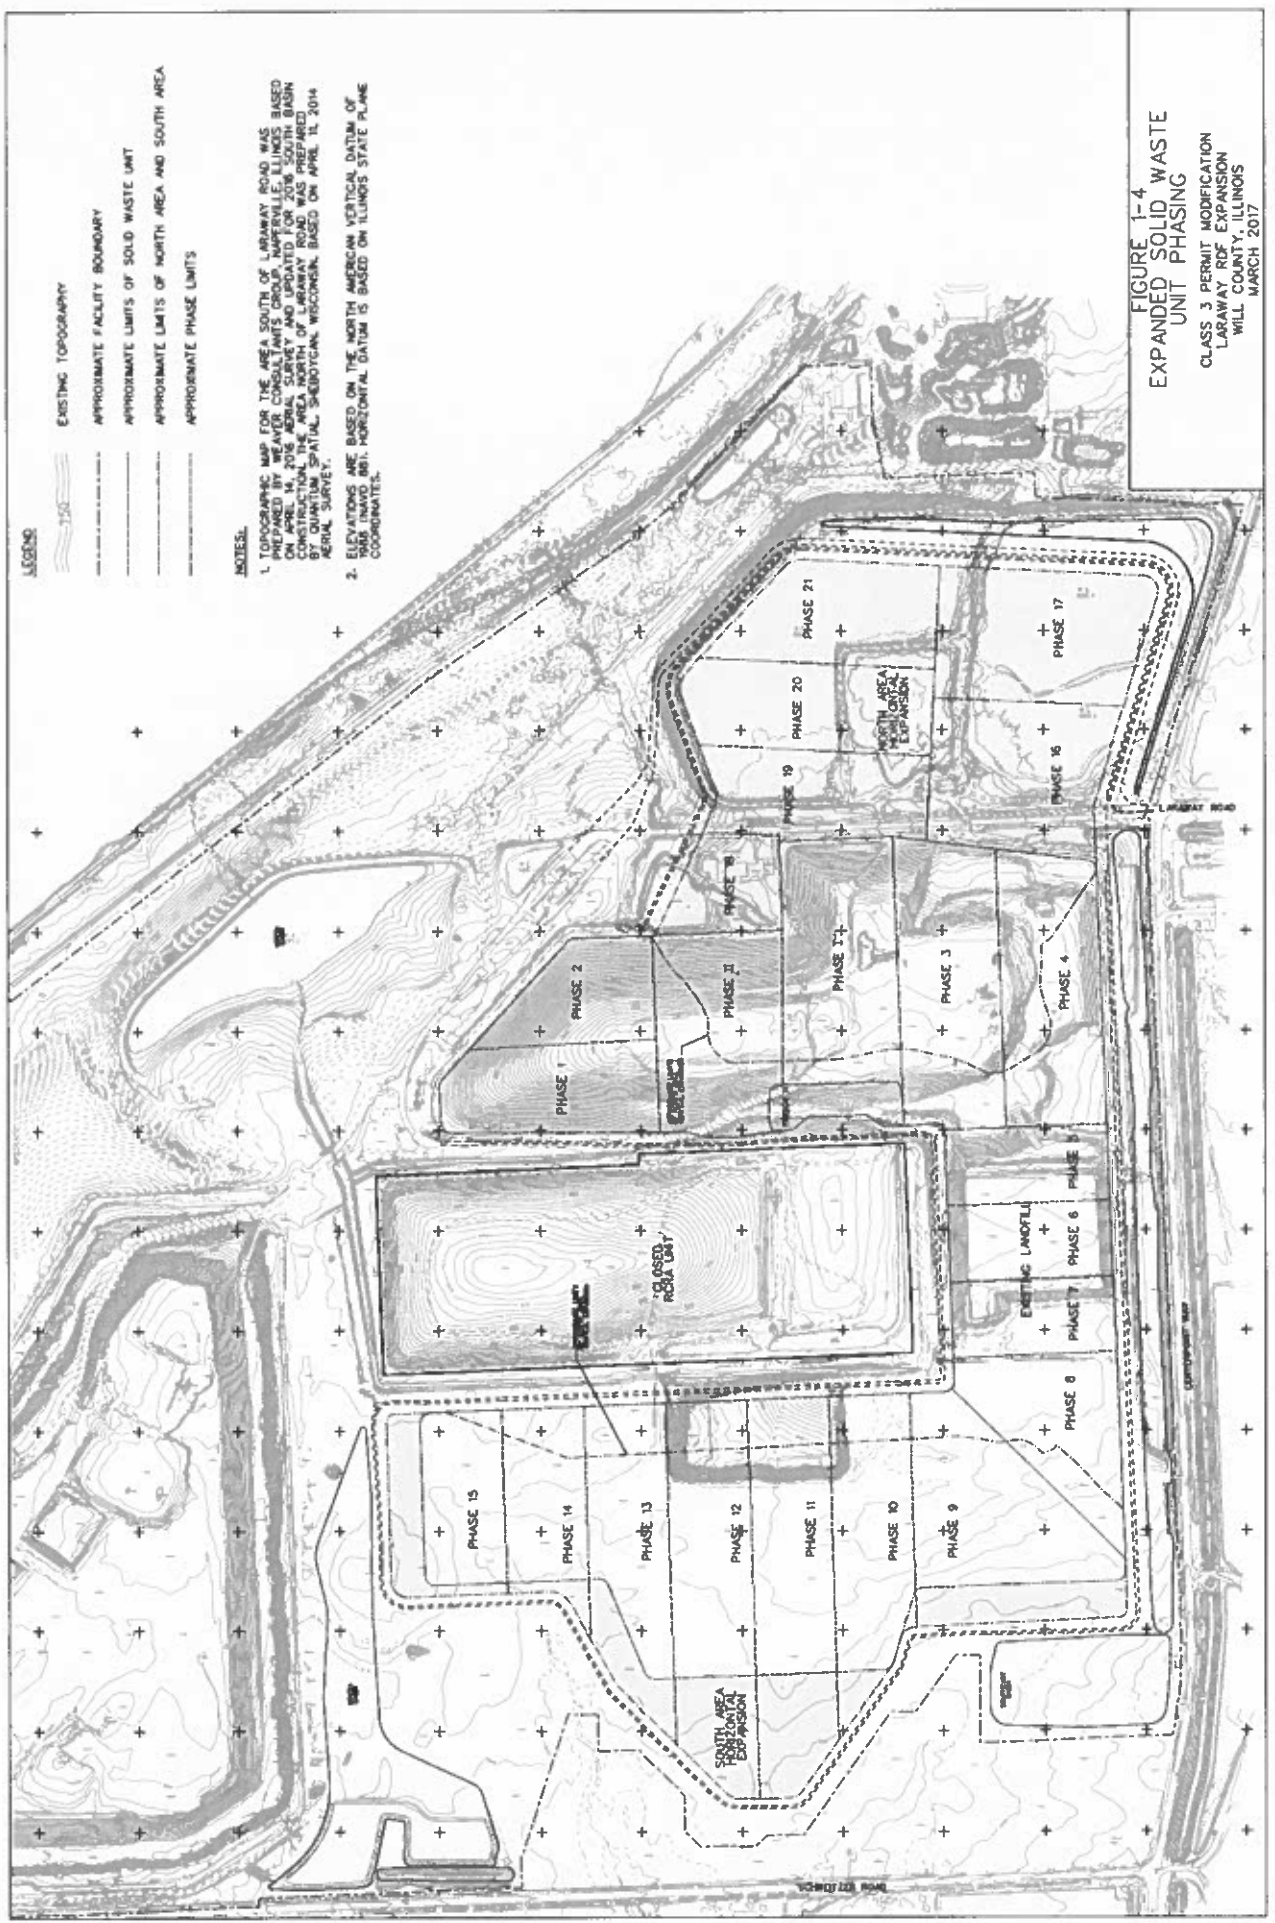 LEGEND
750
EXISTING TOPOGRAPHY
APPROXIMATE FACILITY BOUNDARY
APPROXIMATE LIMITS OF SOLID WASTE UNIT
APPROXIMATE LIMITS OF NORTH AREA AND SOUTH AREA
APPROXIMATE PHASE LIMITS
NOTES:
1. TOPOGRAPHIC MAP FOR THE AREA SOUTH OF LARAWAY ROAD WAS
PREPARED BY WEAVER CONSULTANTS GROUP, NAPERVILLE, ILLINOIS BASED
ON APRIL 14, 2016 AERIAL SURVEY AND UPDATED FOR 2016 SOUTH BASIN
CONSTRUCTION. THE AREA NORTH OF LARAWAY ROAD WAS PREPARED
BY QUANTUM SPATIAL, SHEBOYGAN, WISCONSIN, BASED ON APRIL 11, 2014
AERIAL SURVEY.
2. ELEVATIONS ARE BASED ON THE NORTH AMERICAN VERTICAL DATUM OF
1988 (NAVD 88). HORIZONTAL DATUM IS BASED ON ILLINOIS STATE PLANE
COORDINATES.
PHASE 21
PHASE 17
PHASE 20
NORTH AREA
HORIZONTAL
EXPANSION
PHASE 19
PHASE 16
LARAWAY ROAD
PHASE 18
PHASE 2
PHASE II
PHASE I
PHASE 3
PHASE 4
PHASE 1
PHASE 5
CLOSED
RCRA UNIT
EXISTING LANDFILL
PHASE 6
PHASE 7
PHASE 8
CENTERPOINT WAY
PHASE 15
PHASE 14
PHASE 13
PHASE 12
PHASE 11
PHASE 10
PHASE 9
SOUTH AREA
HORIZONTAL
EXPANSION
FIGURE 1-4
EXPANDED SOLID WASTE
UNIT PHASING
CLASS 3 PERMIT MODIFICATION
LARAWAY RDF EXPANSION
WILL COUNTY, ILLINOIS
MARCH 2017